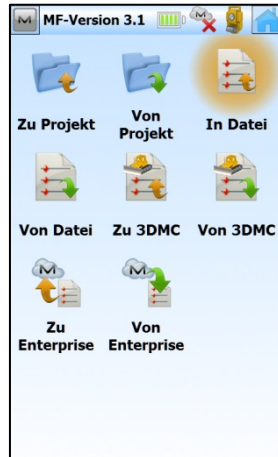 MF-Version 3.1
Zu Projekt
Von
Projekt
In Datei
Von Datei
Zu 3DMC
Von 3DMC
Zu
Enterprise
Von
Enterprise